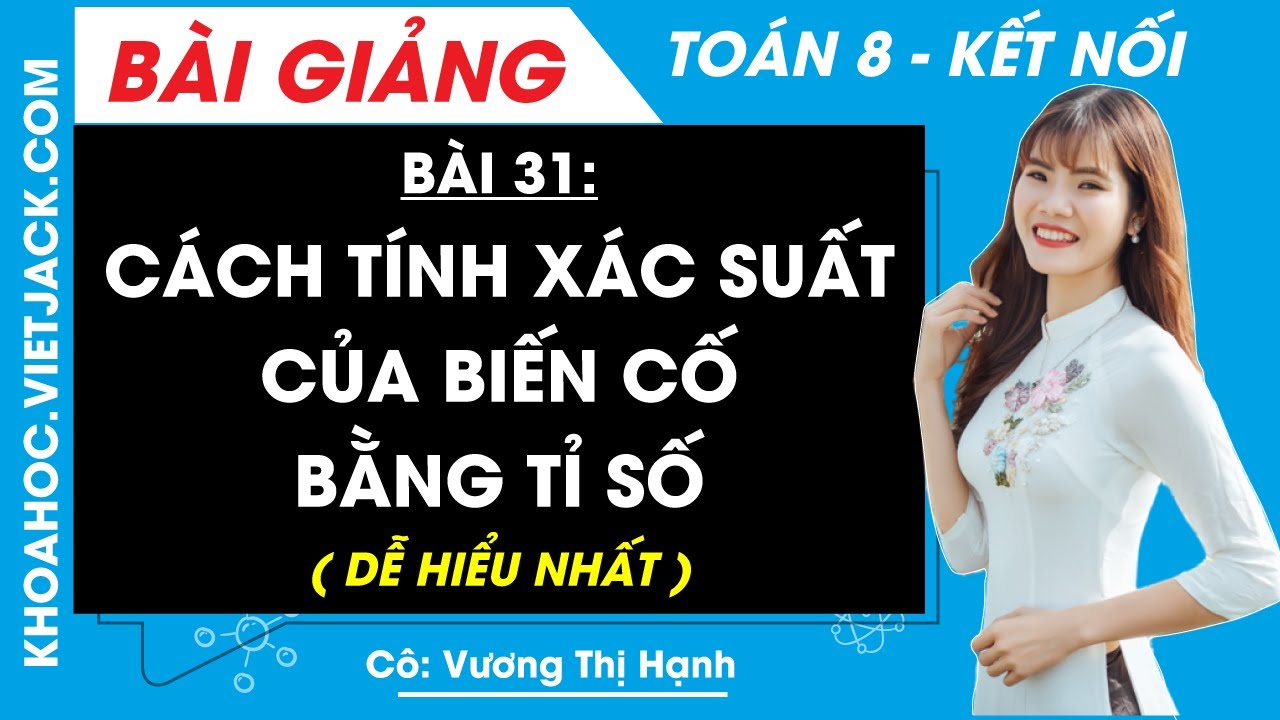 BÀI GIẢNG
TOÁN 8 - KẾT NỐI
KHOAHOC.VIETJACK.COM
BÀI 31:
CÁCH TÍNH XÁC SUẤT
CỦA BIẾN CỐ
BẰNG TỈ SỐ
( DỄ HIỂU NHẤT )
Cô: Vương Thị Hạnh